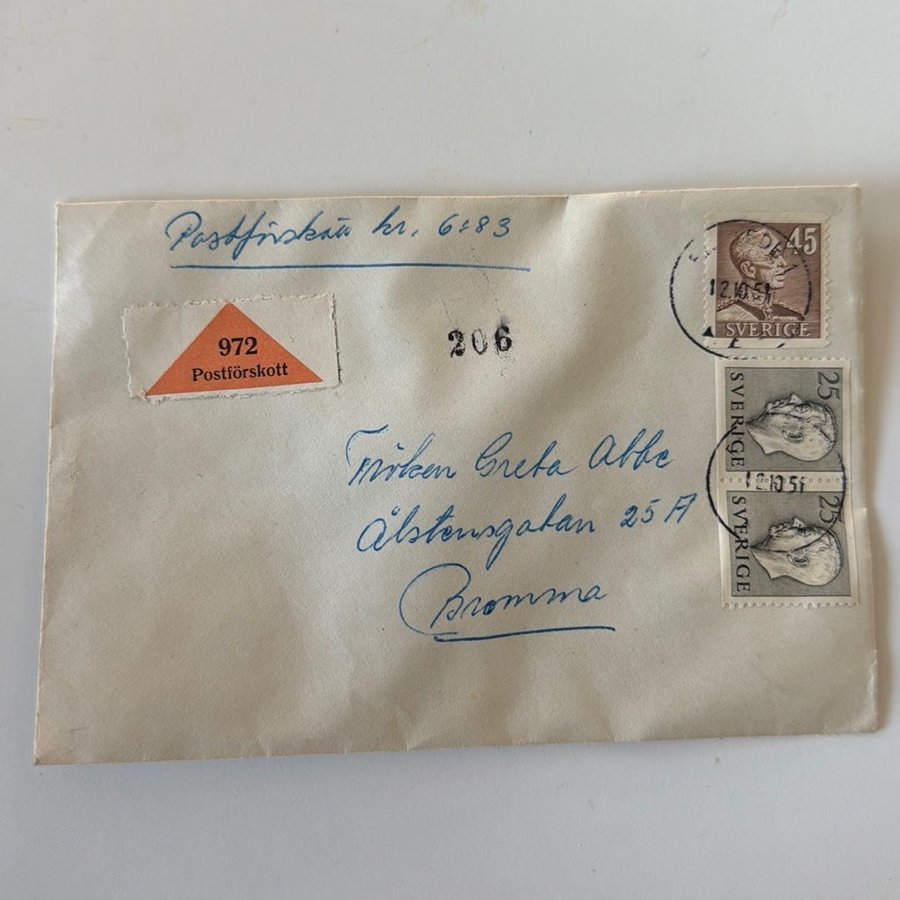 Postförskott kr. 6:83
972
Postförskott
206
45
SVERIGE
12.10.51
25
SVERIGE
12.10.51
25
SVERIGE
Fröken Greta Abbe
Ålstensgatan 25 A
Bromma